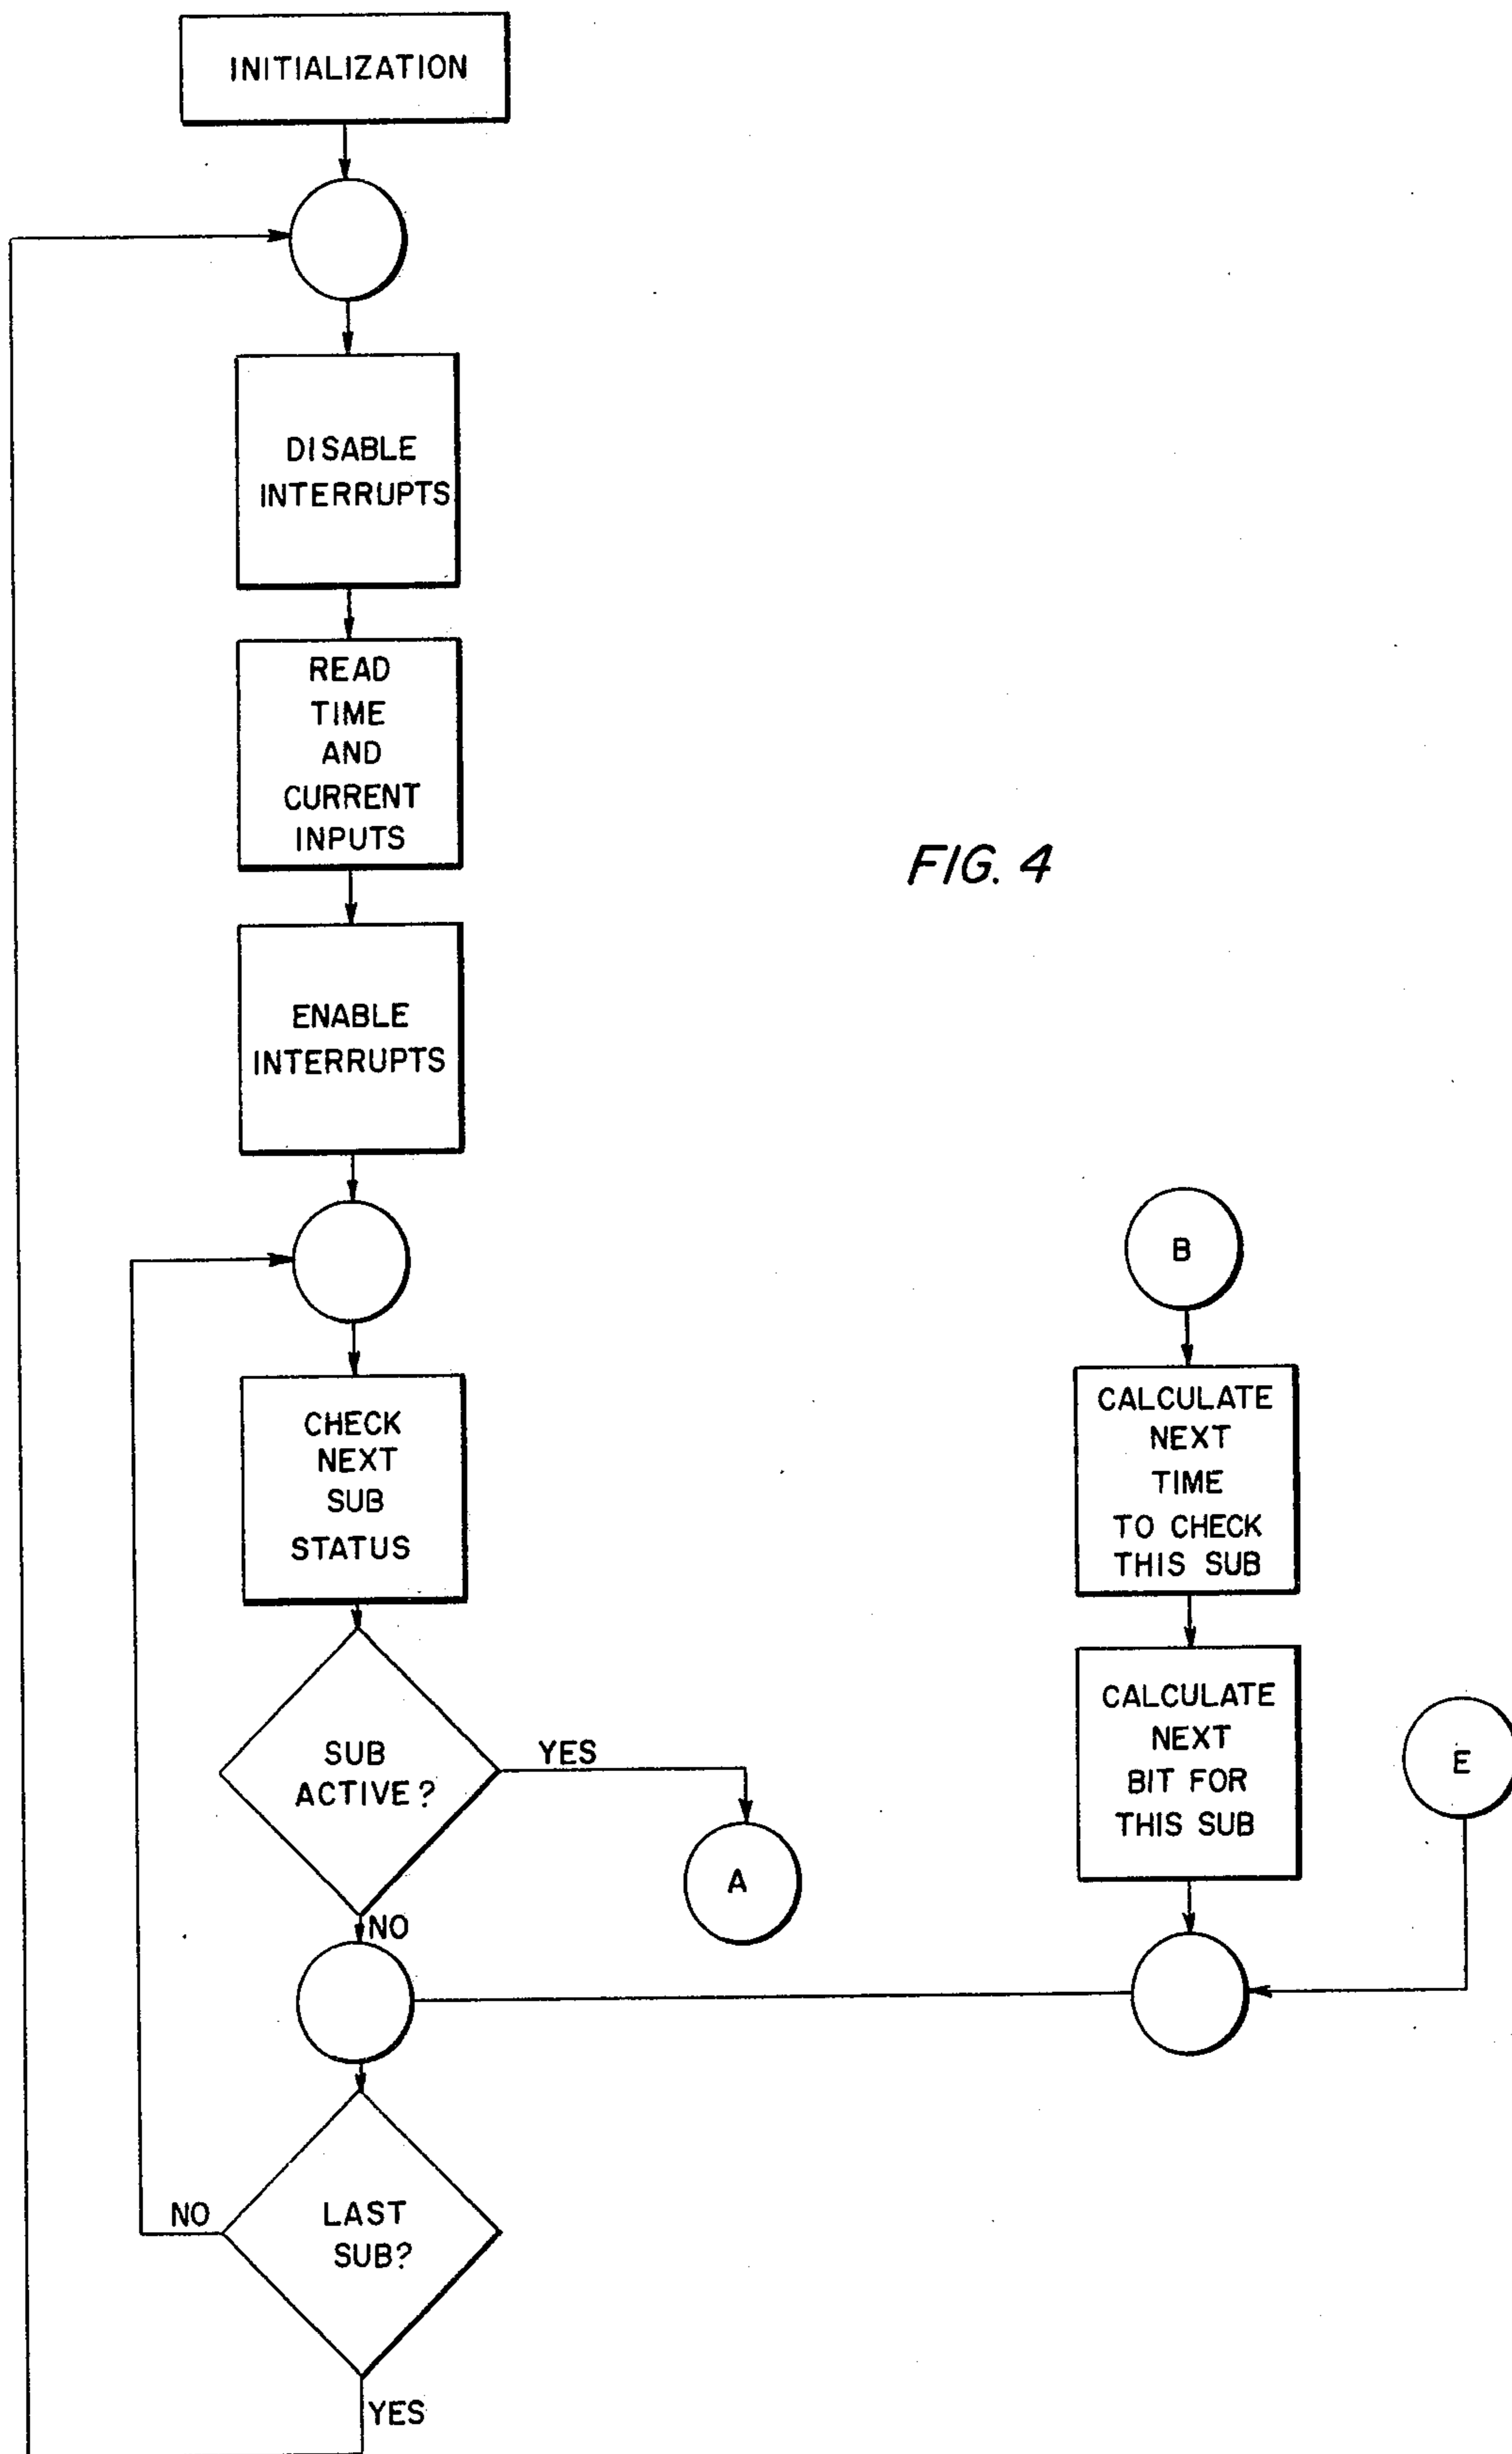 INITIALIZATION
DISABLE
INTERRUPTS
READ
TIME
AND
CURRENT
INPUTS
FIG. 4
ENABLE
INTERRUPTS
B
CHECK
NEXT
SUB
STATUS
CALCULATE
NEXT
TIME
TO CHECK
THIS SUB
SUB
ACTIVE?
YES
A
NO
CALCULATE
NEXT
BIT FOR
THIS SUB
E
LAST
SUB?
NO
YES